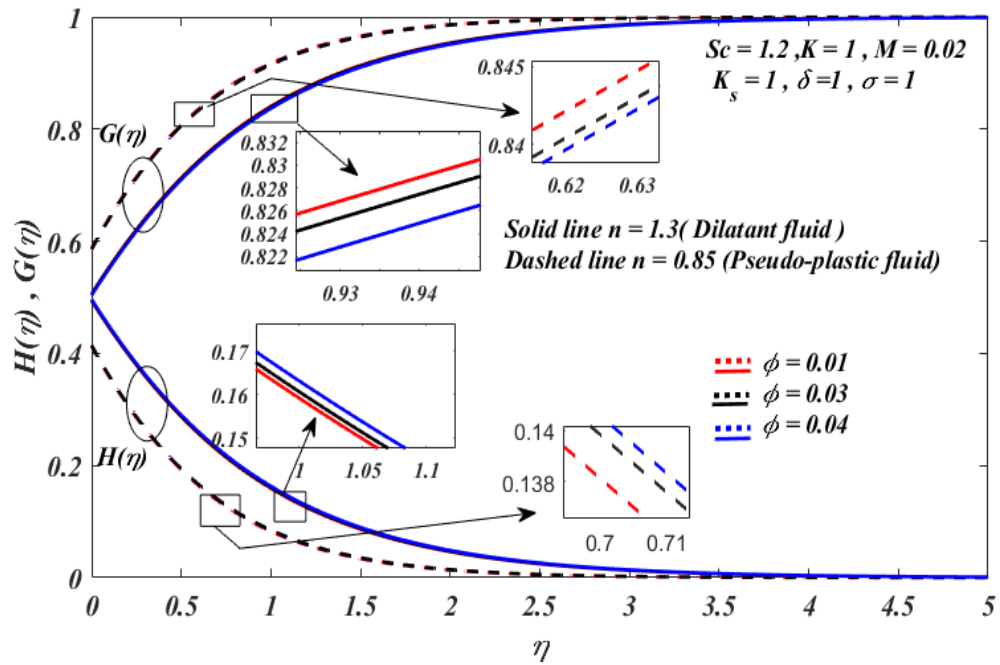 1
0.8
0.6
0.4
0.2
0
H(η) , G(η)
Sc = 1.2 ,K = 1 , M = 0.02
K_s = 1 , δ =1 , σ = 1
0.845
0.84
0.62 0.63
G(η)
0.832
0.83
0.828
0.826
0.824
0.822
0.93 0.94
Solid line n = 1.3( Dilatant fluid )
Dashed line n = 0.85 (Pseudo-plastic fluid)
0.17
0.16
0.15
1 1.05 1.1
ϕ = 0.01
ϕ = 0.03
ϕ = 0.04
H(η)
0.14
0.138
0.7 0.71
0 0.5 1 1.5 2 2.5 3 3.5 4 4.5 5
η